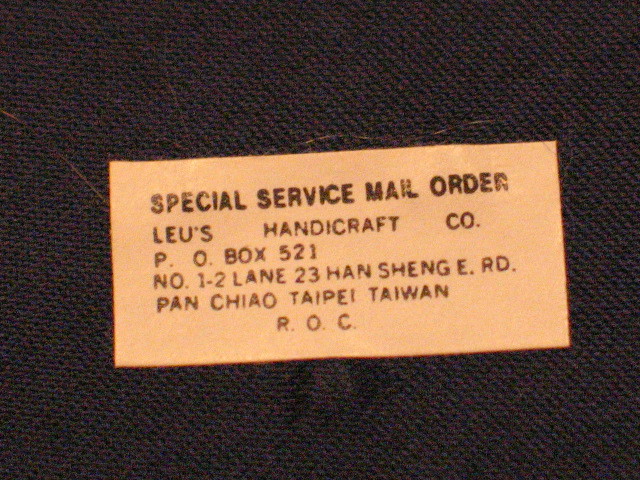 SPECIAL SERVICE MAIL ORDER
LEU'S HANDICRAFT CO.
P. O. BOX 521
NO. 1-2 LANE 23 HAN SHENG E. RD.
PAN CHIAO TAIPEI TAIWAN
R. O. C.